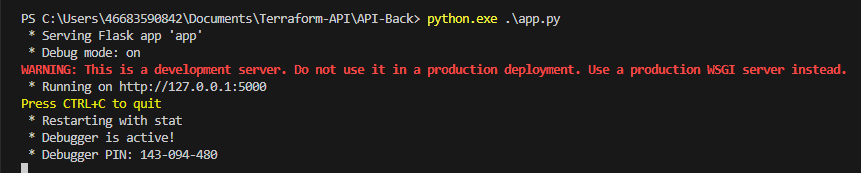 PS C:\Users\46683590842\Documents\Terraform-API\API-Back> python.exe .\app.py
 * Serving Flask app 'app'
 * Debug mode: on
WARNING: This is a development server. Do not use it in a production deployment. Use a production WSGI server instead.
 * Running on http://127.0.0.1:5000
Press CTRL+C to quit
 * Restarting with stat
 * Debugger is active!
 * Debugger PIN: 143-094-480